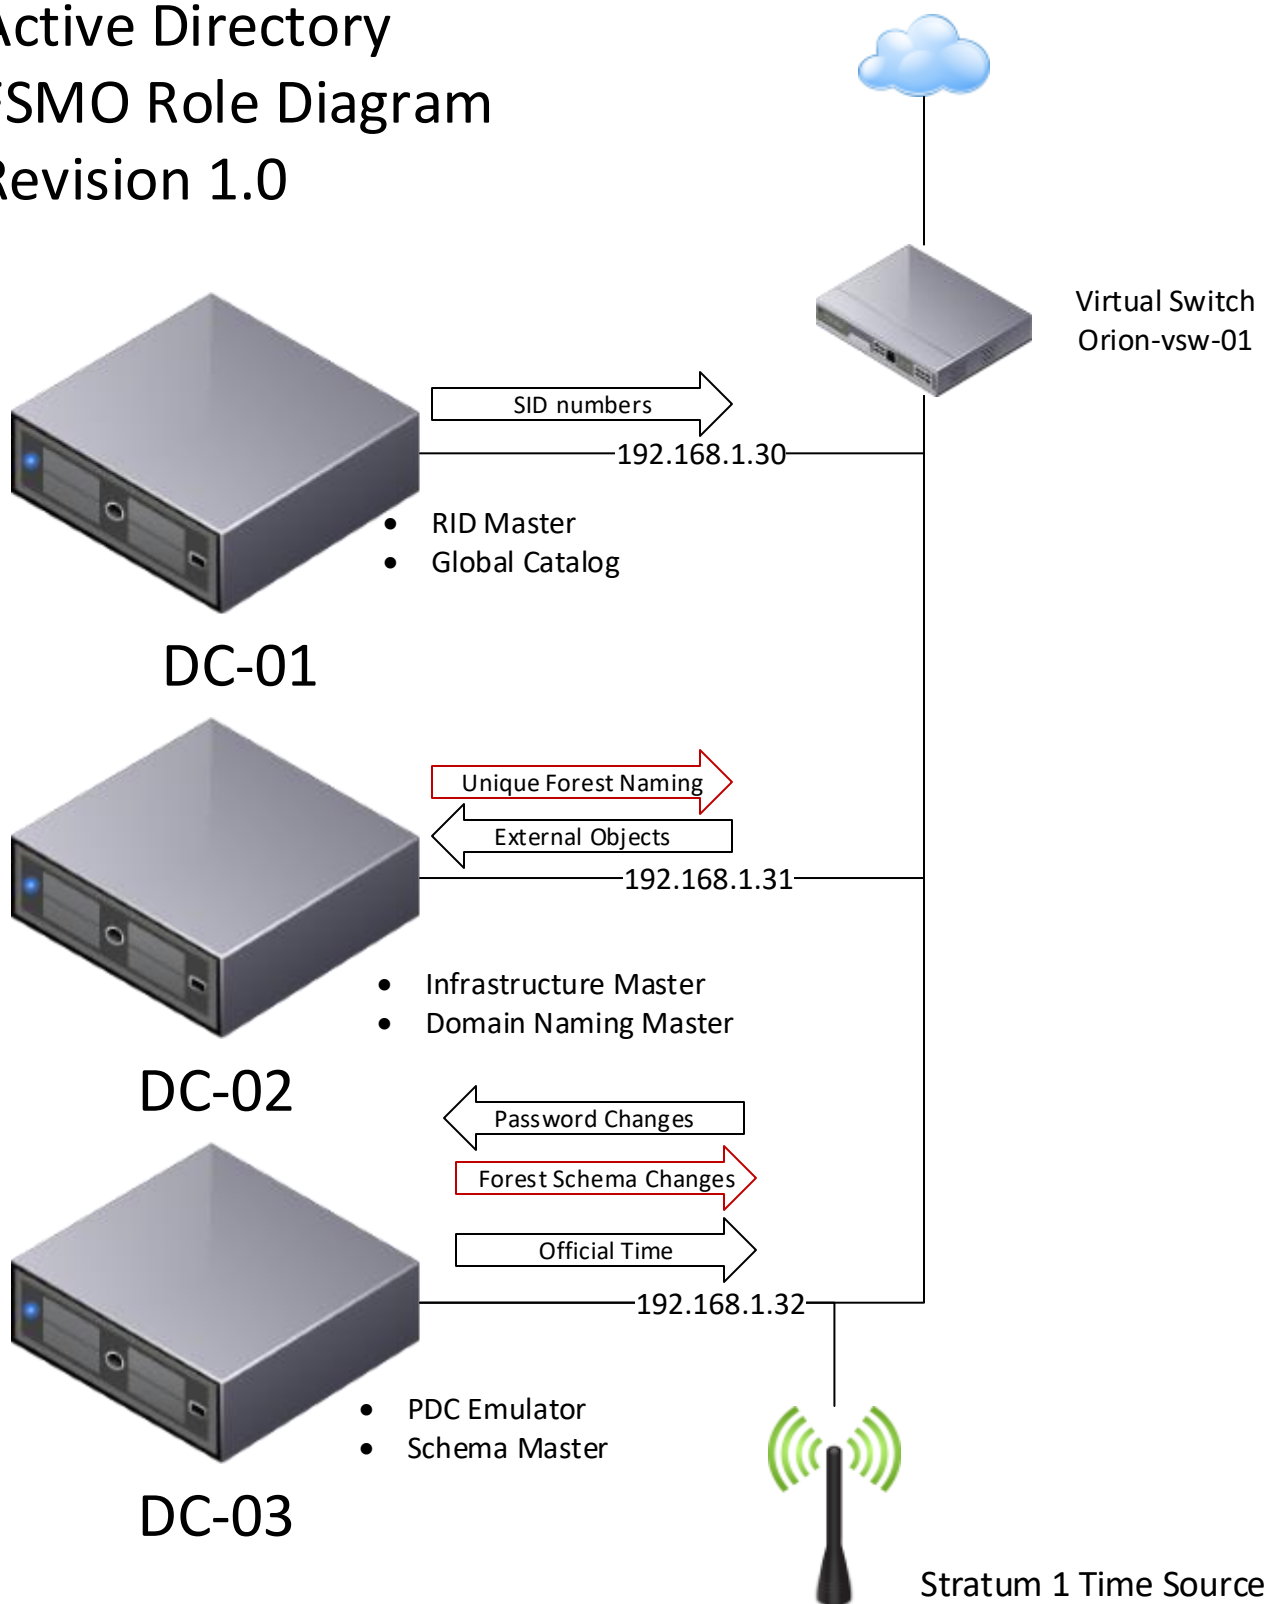 Active Directory
FSMO Role Diagram
Revision 1.0
Virtual Switch
Orion-vsw-01
SID numbers
192.168.1.30
• RID Master
• Global Catalog
DC-01
Unique Forest Naming
External Objects
192.168.1.31
• Infrastructure Master
• Domain Naming Master
DC-02
Password Changes
Forest Schema Changes
Official Time
192.168.1.32
• PDC Emulator
• Schema Master
DC-03
Stratum 1 Time Source